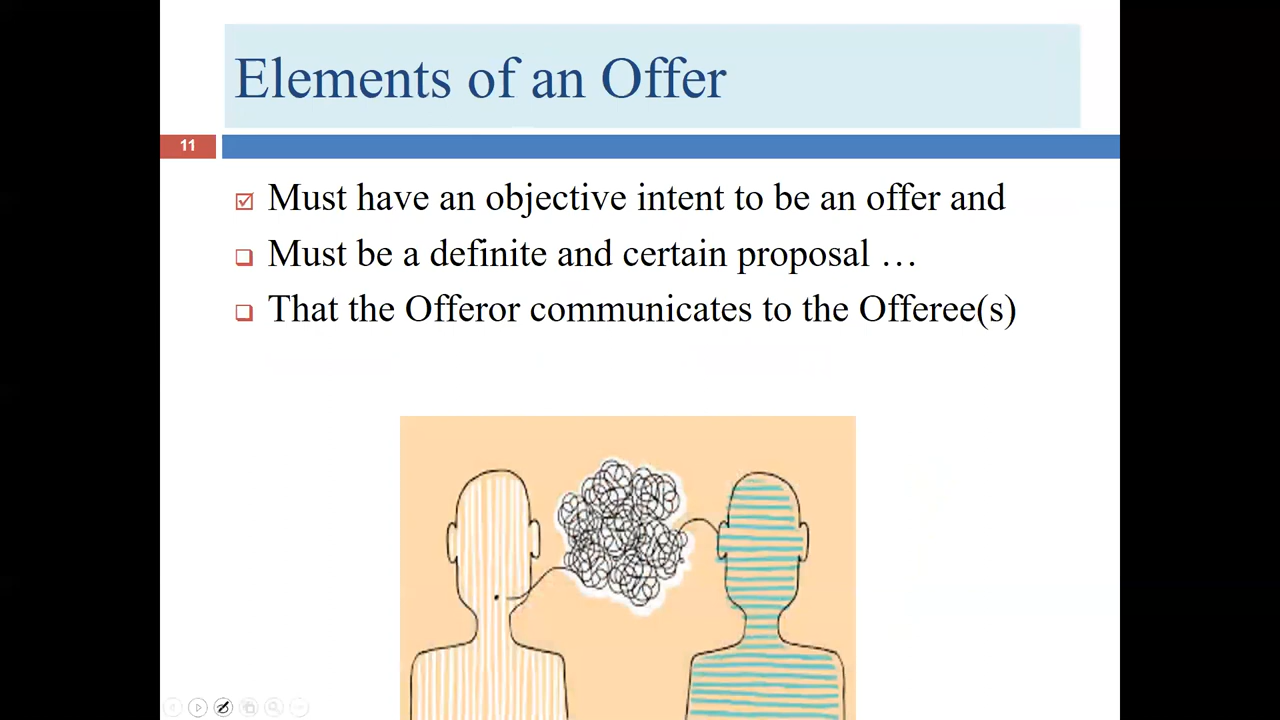 Elements of an Offer
11
Must have an objective intent to be an offer and
Must be a definite and certain proposal …
That the Offeror communicates to the Offeree(s)